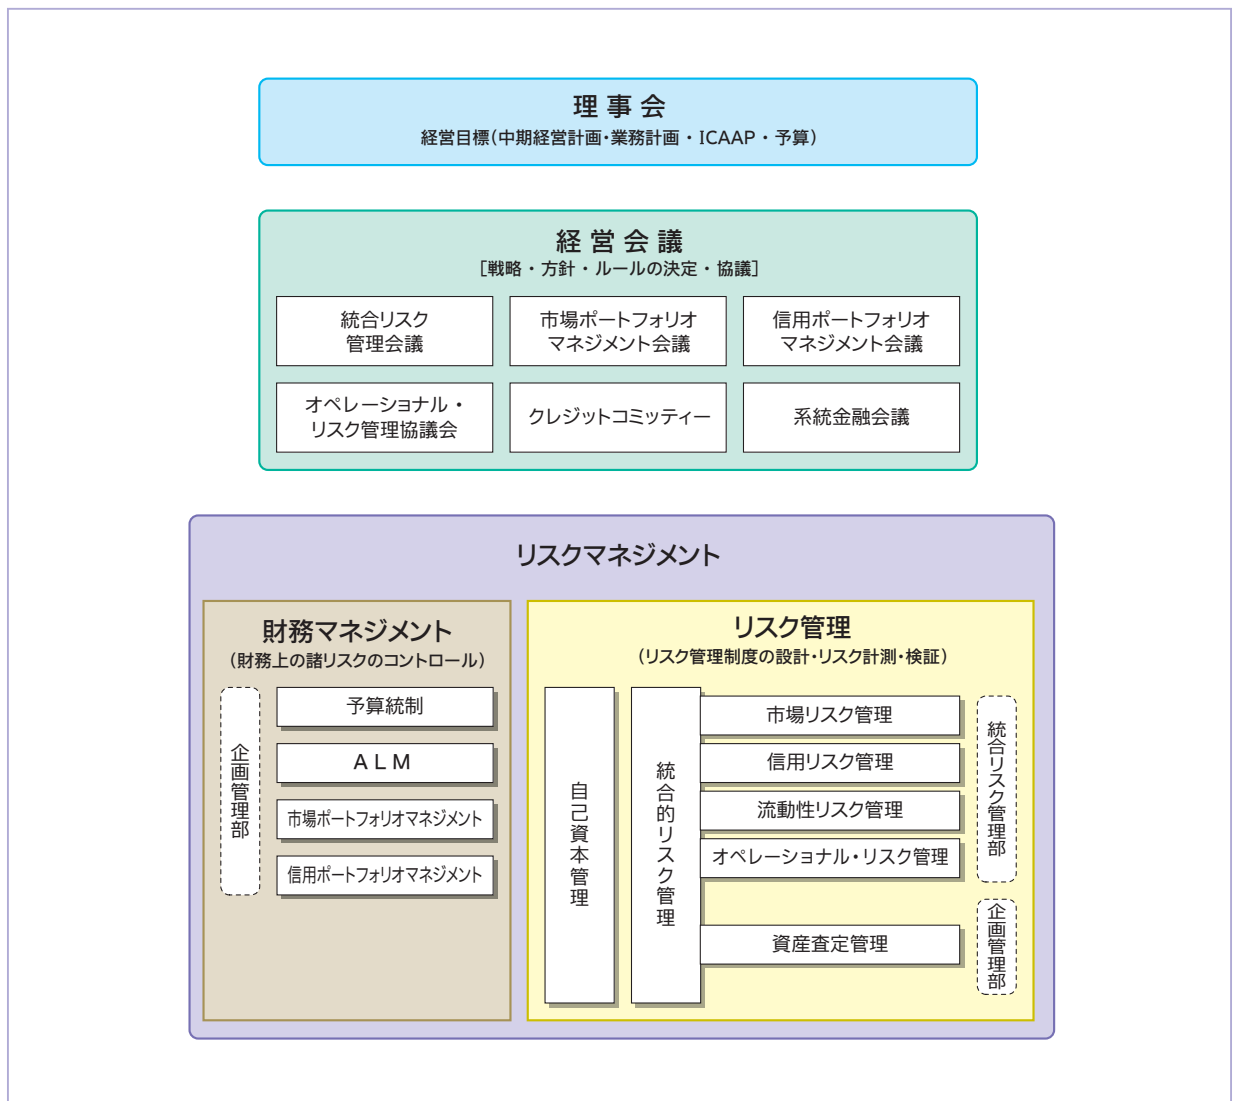 理事会
経営目標(中期経営計画・業務計画・ICAAP・予算)
経営会議
[戦略・方針・ルールの決定・協議]
統合リスク
管理会議
市場ポートフォリオ
マネジメント会議
信用ポートフォリオ
マネジメント会議
オペレーショナル・
リスク管理協議会
クレジットコミッティー
系統金融会議
リスクマネジメント
財務マネジメント
(財務上の諸リスクのコントロール)
企画管理部
予算統制
ALM
市場ポートフォリオマネジメント
信用ポートフォリオマネジメント
リスク管理
(リスク管理制度の設計・リスク計測・検証)
自己資本管理
統合的リスク管理
市場リスク管理
信用リスク管理
流動性リスク管理
オペレーショナル・リスク管理
資産査定管理
統合リスク管理部
企画管理部